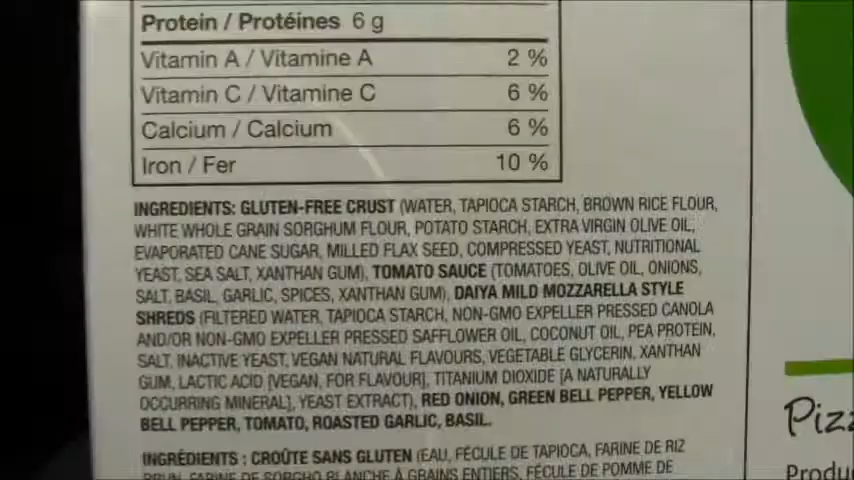 Protein / Protéines 6 g
Vitamin A / Vitamine A 2 %
Vitamin C / Vitamine C 6 %
Calcium / Calcium 6 %
Iron / Fer 10 %
INGREDIENTS: GLUTEN-FREE CRUST (WATER, TAPIOCA STARCH, BROWN RICE FLOUR,
WHITE WHOLE GRAIN SORGHUM FLOUR, POTATO STARCH, EXTRA VIRGIN OLIVE OIL,
EVAPORATED CANE SUGAR, MILLED FLAX SEED, COMPRESSED YEAST, NUTRITIONAL
YEAST, SEA SALT, XANTHAN GUM), TOMATO SAUCE (TOMATOES, OLIVE OIL, ONIONS,
SALT, BASIL, GARLIC, SPICES, XANTHAN GUM), DAIYA MILD MOZZARELLA STYLE
SHREDS (FILTERED WATER, TAPIOCA STARCH, NON-GMO EXPELLER PRESSED CANOLA
AND/OR NON-GMO EXPELLER PRESSED SAFFLOWER OIL, COCONUT OIL, PEA PROTEIN,
SALT, INACTIVE YEAST, VEGAN NATURAL FLAVOURS, VEGETABLE GLYCERIN, XANTHAN
GUM, LACTIC ACID [VEGAN, FOR FLAVOUR], TITANIUM DIOXIDE [A NATURALLY
OCCURRING MINERAL], YEAST EXTRACT), RED ONION, GREEN BELL PEPPER, YELLOW
BELL PEPPER, TOMATO, ROASTED GARLIC, BASIL.
INGRÉDIENTS : CROÛTE SANS GLUTEN (EAU, FÉCULE DE TAPIOCA, FARINE DE RIZ
BRUN, FARINE DE SORGHO BLANCHE À GRAINS ENTIERS, FÉCULE DE POMME DE
Pizz
Produ